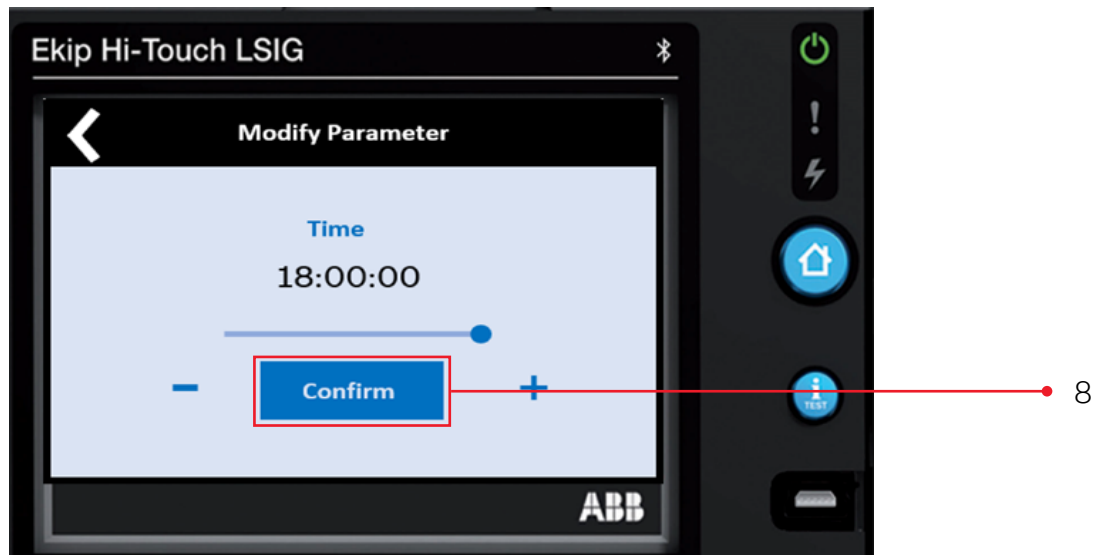 Ekip Hi-Touch LSIG
Modify Parameter
Time
18:00:00
- Confirm +
8
i
TEST
ABB